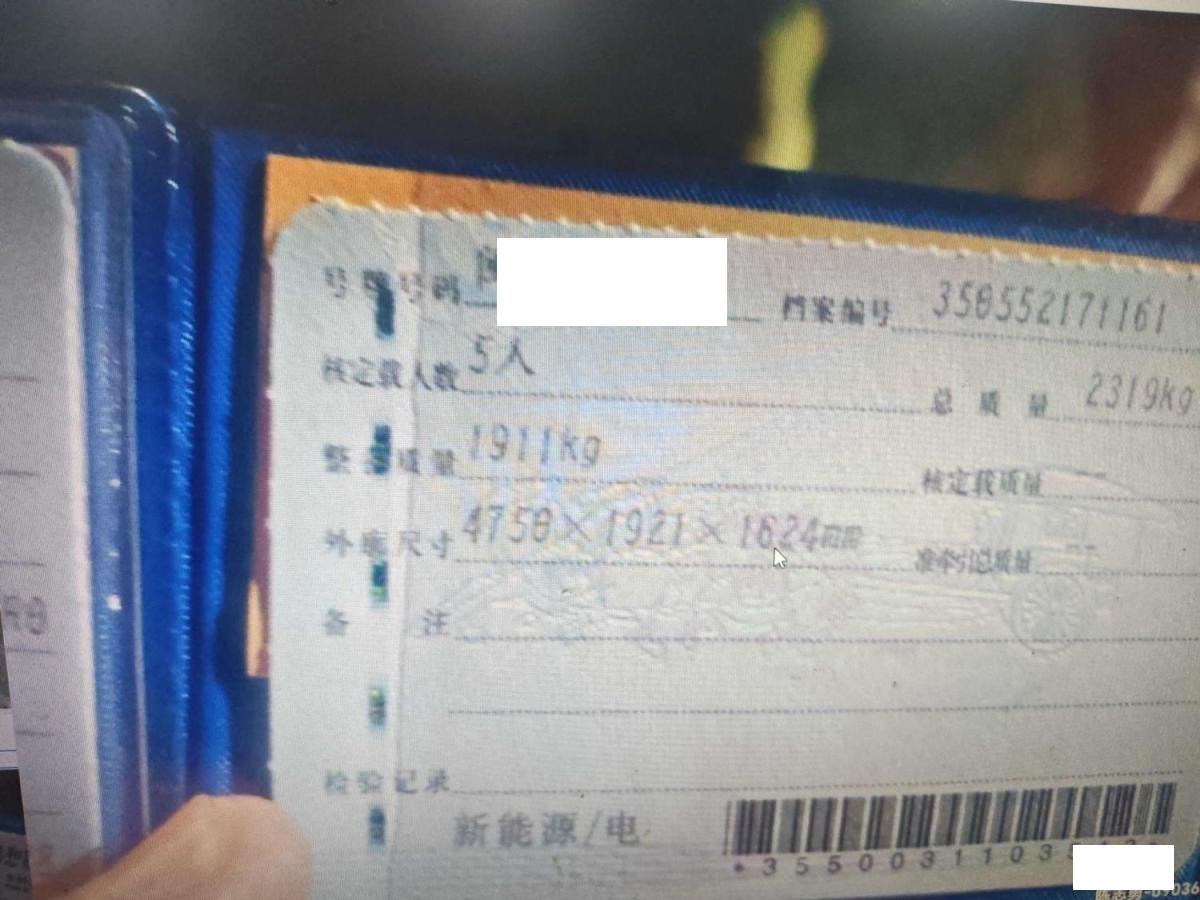 号牌号码 档案编号 350552171161
核定载人数 5人 总质量 2319kg
整备质量 1911kg 核定载质量 --
外廓尺寸 4750×1921×1624mm 准牵引总质量 --
备注
检验记录
新能源/电
*35500311035